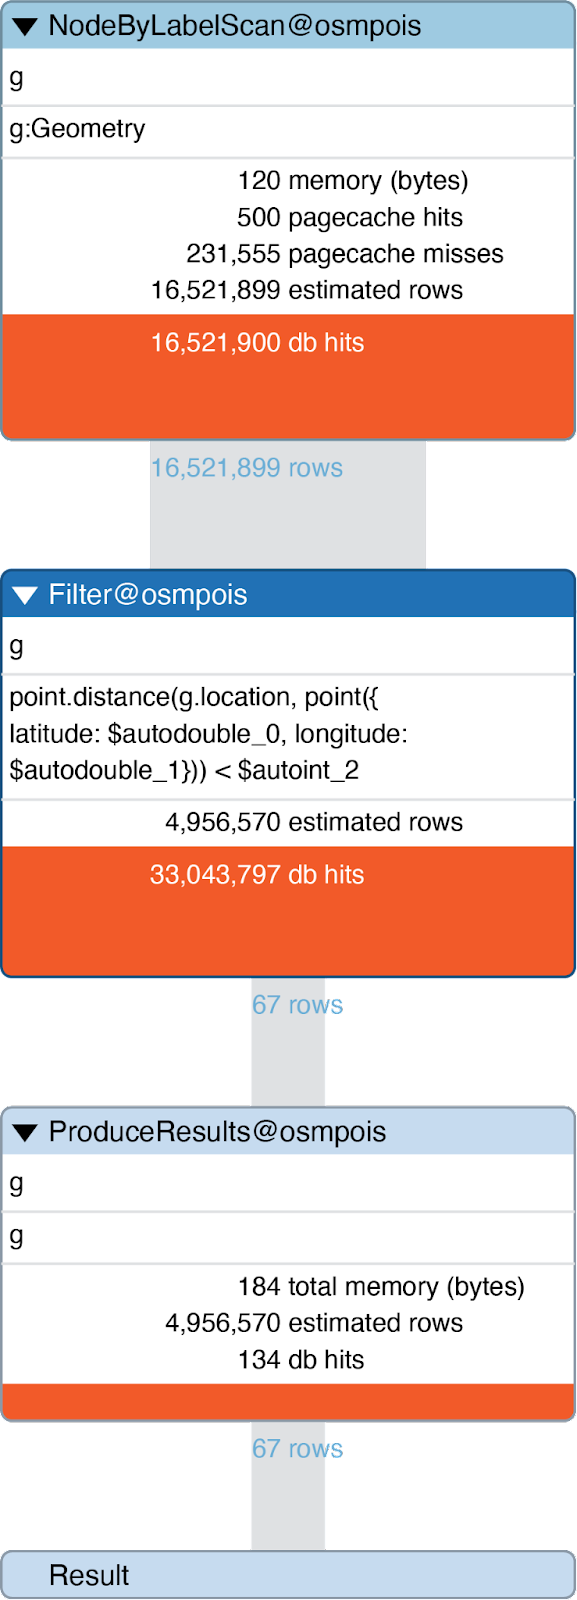 NodeByLabelScan@osmpois
g
g:Geometry
120 memory (bytes)
500 pagecache hits
231,555 pagecache misses
16,521,899 estimated rows
16,521,900 db hits
16,521,899 rows
Filter@osmpois
g
point.distance(g.location, point({
latitude: $autodouble_0, longitude:
$autodouble_1})) < $autoint_2
4,956,570 estimated rows
33,043,797 db hits
67 rows
ProduceResults@osmpois
g
g
184 total memory (bytes)
4,956,570 estimated rows
134 db hits
67 rows
Result